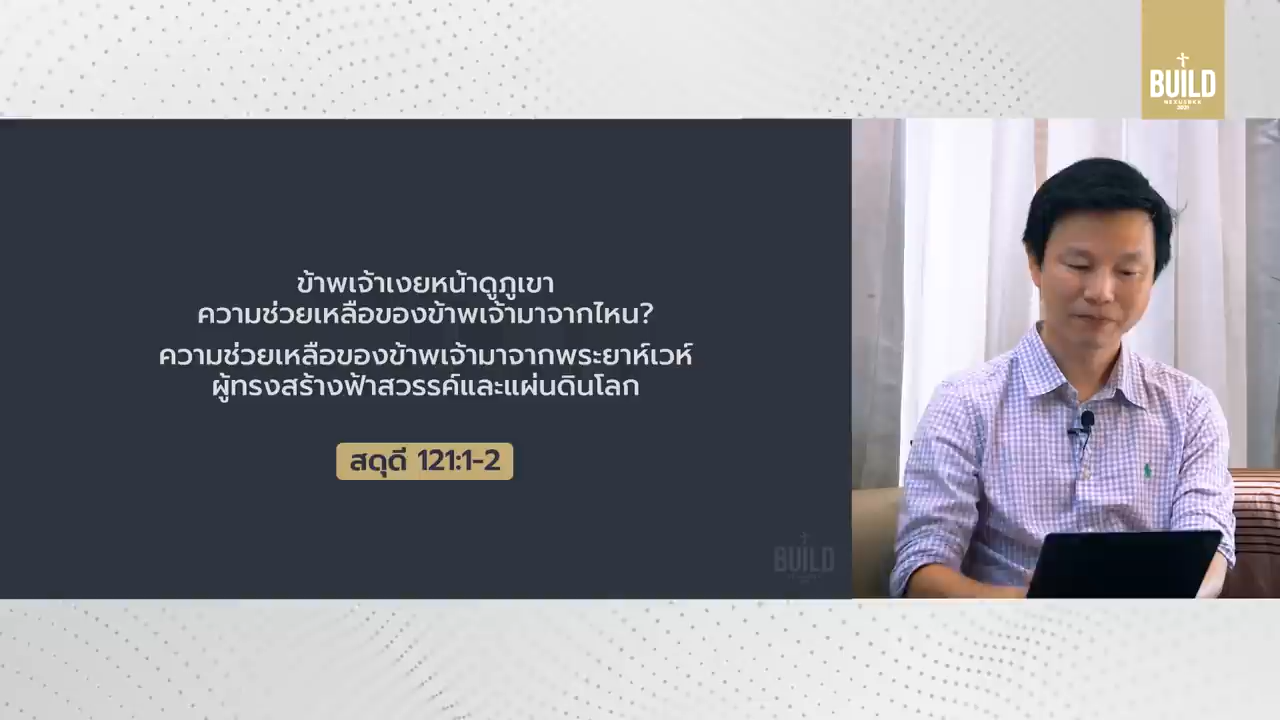 BUILD
NEXUSBKK
2021
ข้าพเจ้าเงยหน้าดูภูเขา
ความช่วยเหลือของข้าพเจ้ามาจากไหน?
ความช่วยเหลือของข้าพเจ้ามาจากพระยาห์เวห์
ผู้ทรงสร้างฟ้าสวรรค์และแผ่นดินโลก
สดุดี 121:1-2
BUILD